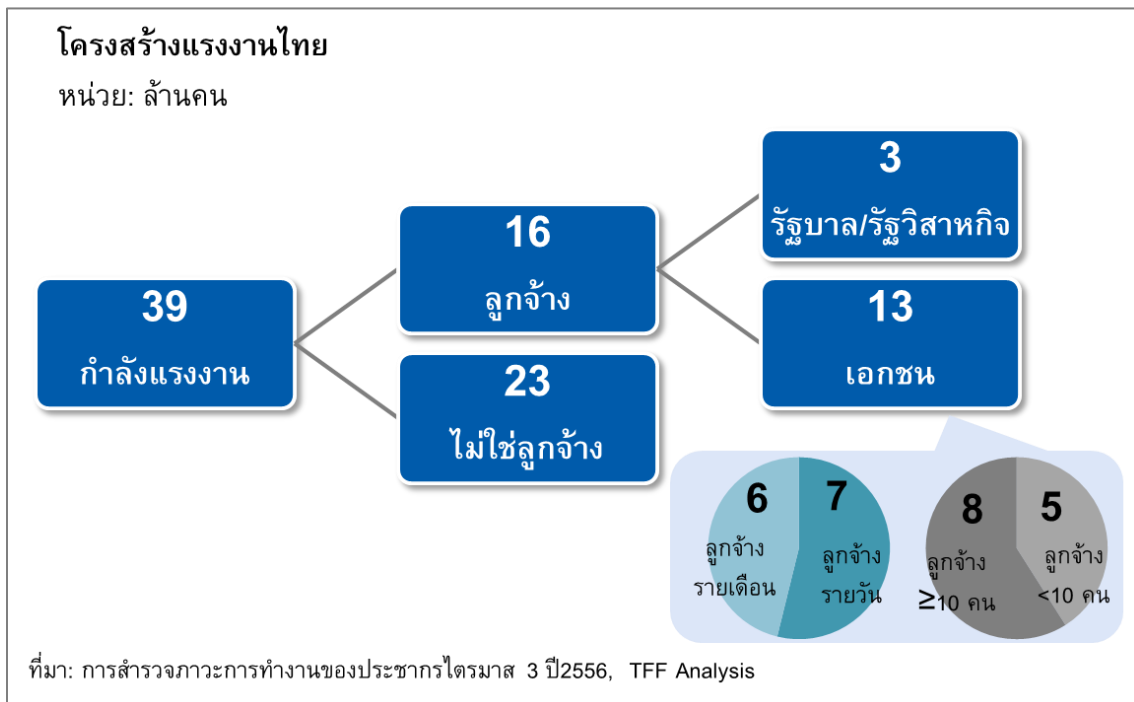 โครงสร้างแรงงานไทย
หน่วย: ล้านคน
39
กำลังแรงงาน
16
ลูกจ้าง
23
ไม่ใช่ลูกจ้าง
3
รัฐบาล/รัฐวิสาหกิจ
13
เอกชน
6
ลูกจ้าง
รายเดือน
7
ลูกจ้าง
รายวัน
8
ลูกจ้าง
≥10 คน
5
ลูกจ้าง
<10 คน
ที่มา: การสำรวจภาวะการทำงานของประชากรไตรมาส 3 ปี2556, TFF Analysis